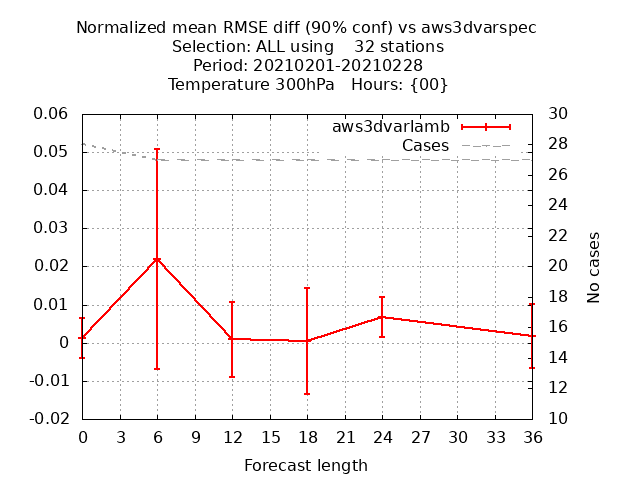 Normalized mean RMSE diff (90% conf) vs aws3dvarspec
Selection: ALL using    32 stations
Period: 20210201-20210228
Temperature 300hPa   Hours: {00}
aws3dvarlamb
Cases
0.06
0.05
0.04
0.03
0.02
0.01
0
-0.01
-0.02
30
28
26
24
22
20
18
16
14
12
10
No cases
0 3 6 9 12 15 18 21 24 27 30 33 36
Forecast length